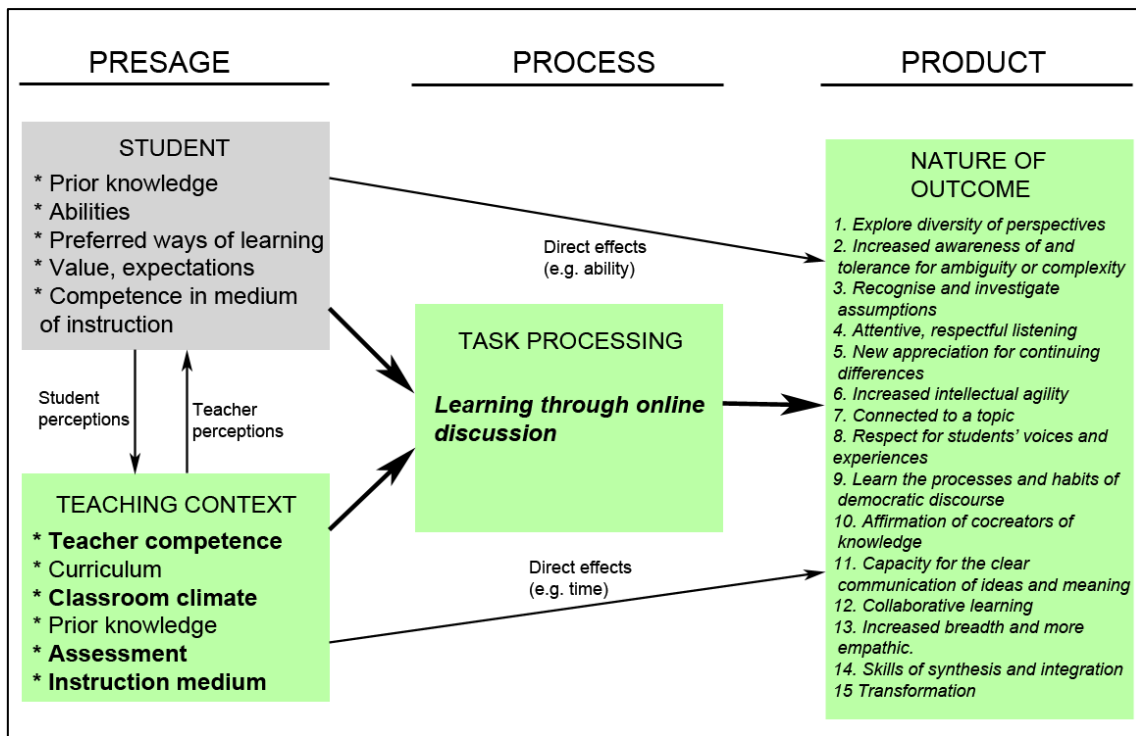 PRESAGE
PROCESS
PRODUCT
STUDENT
* Prior knowledge
* Abilities
* Preferred ways of learning
* Value, expectations
* Competence in medium
of instruction
Student
perceptions
Teacher
perceptions
TEACHING CONTEXT
* Teacher competence
* Curriculum
* Classroom climate
* Prior knowledge
* Assessment
* Instruction medium
Direct effects
(e.g. ability)
TASK PROCESSING
Learning through online
discussion
Direct effects
(e.g. time)
NATURE OF
OUTCOME
1. Explore diversity of perspectives
2. Increased awareness of and
tolerance for ambiguity or complexity
3. Recognise and investigate
assumptions
4. Attentive, respectful listening
5. New appreciation for continuing
differences
6. Increased intellectual agility
7. Connected to a topic
8. Respect for students' voices and
experiences
9. Learn the processes and habits of
democratic discourse
10. Affirmation of cocreators of
knowledge
11. Capacity for the clear
communication of ideas and meaning
12. Collaborative learning
13. Increased breadth and more
empathic.
14. Skills of synthesis and integration
15 Transformation